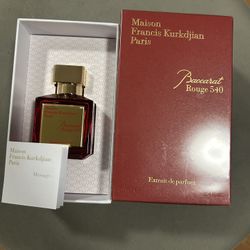 Maison
Francis Kurkdjian
Paris
Baccarat
Rouge 540
Extrait de parfum
Maison
Francis Kurkdjian
Paris